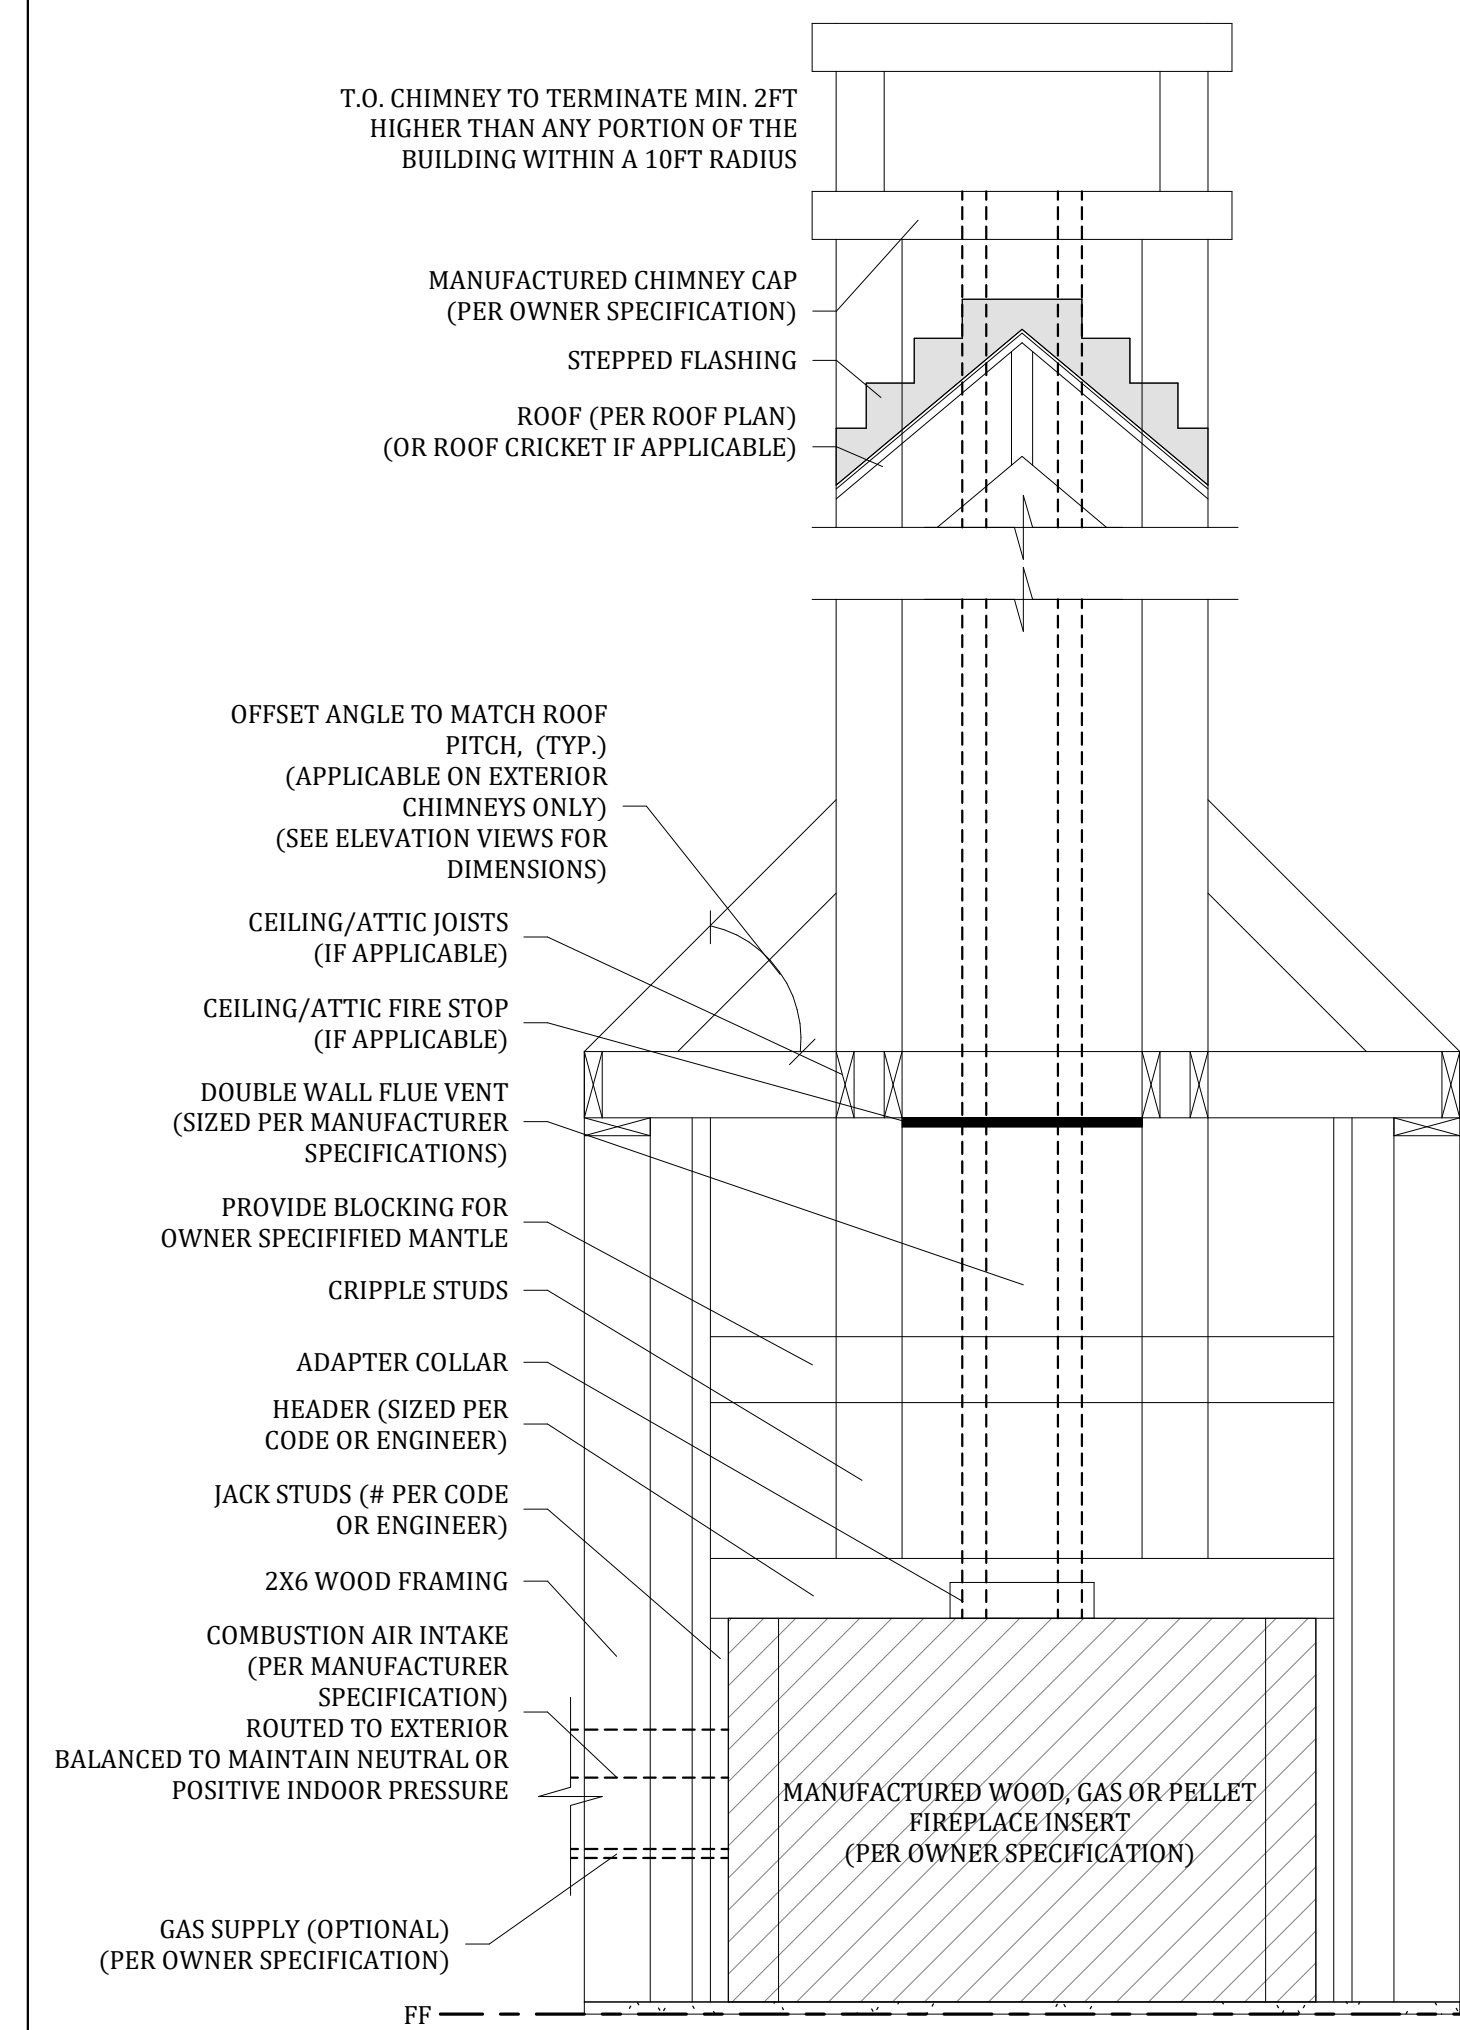 T.O. CHIMNEY TO TERMINATE MIN. 2FT
HIGHER THAN ANY PORTION OF THE
BUILDING WITHIN A 10FT RADIUS
MANUFACTURED CHIMNEY CAP
(PER OWNER SPECIFICATION)
STEPPED FLASHING
ROOF (PER ROOF PLAN)
(OR ROOF CRICKET IF APPLICABLE)
OFFSET ANGLE TO MATCH ROOF
PITCH, (TYP.)
(APPLICABLE ON EXTERIOR
CHIMNEYS ONLY)
(SEE ELEVATION VIEWS FOR
DIMENSIONS)
CEILING/ATTIC JOISTS
(IF APPLICABLE)
CEILING/ATTIC FIRE STOP
(IF APPLICABLE)
DOUBLE WALL FLUE VENT
(SIZED PER MANUFACTURER
SPECIFICATIONS)
PROVIDE BLOCKING FOR
OWNER SPECIFIFIED MANTLE
CRIPPLE STUDS
ADAPTER COLLAR
HEADER (SIZED PER
CODE OR ENGINEER)
JACK STUDS (# PER CODE
OR ENGINEER)
2X6 WOOD FRAMING
COMBUSTION AIR INTAKE
(PER MANUFACTURER
SPECIFICATION)
ROUTED TO EXTERIOR
BALANCED TO MAINTAIN NEUTRAL OR
POSITIVE INDOOR PRESSURE
MANUFACTURED WOOD, GAS OR PELLET
FIREPLACE INSERT
(PER OWNER SPECIFICATION)
GAS SUPPLY (OPTIONAL)
(PER OWNER SPECIFICATION)
FF